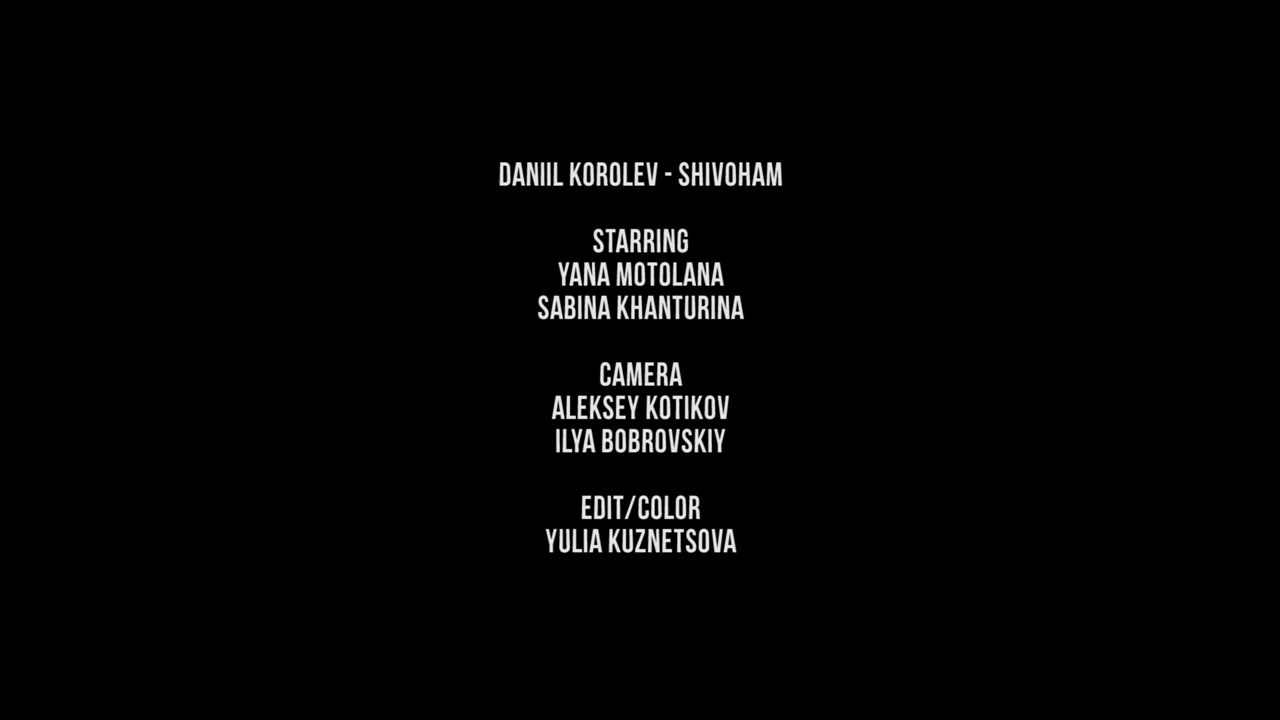 DANIIL KOROLEV - SHIVOHAM
STARRING
YANA MOTOLANA
SABINA KHANTURINA
CAMERA
ALEKSEY KOTIKOV
ILYA BOBROVSKIY
EDIT/COLOR
YULIA KUZNETSOVA